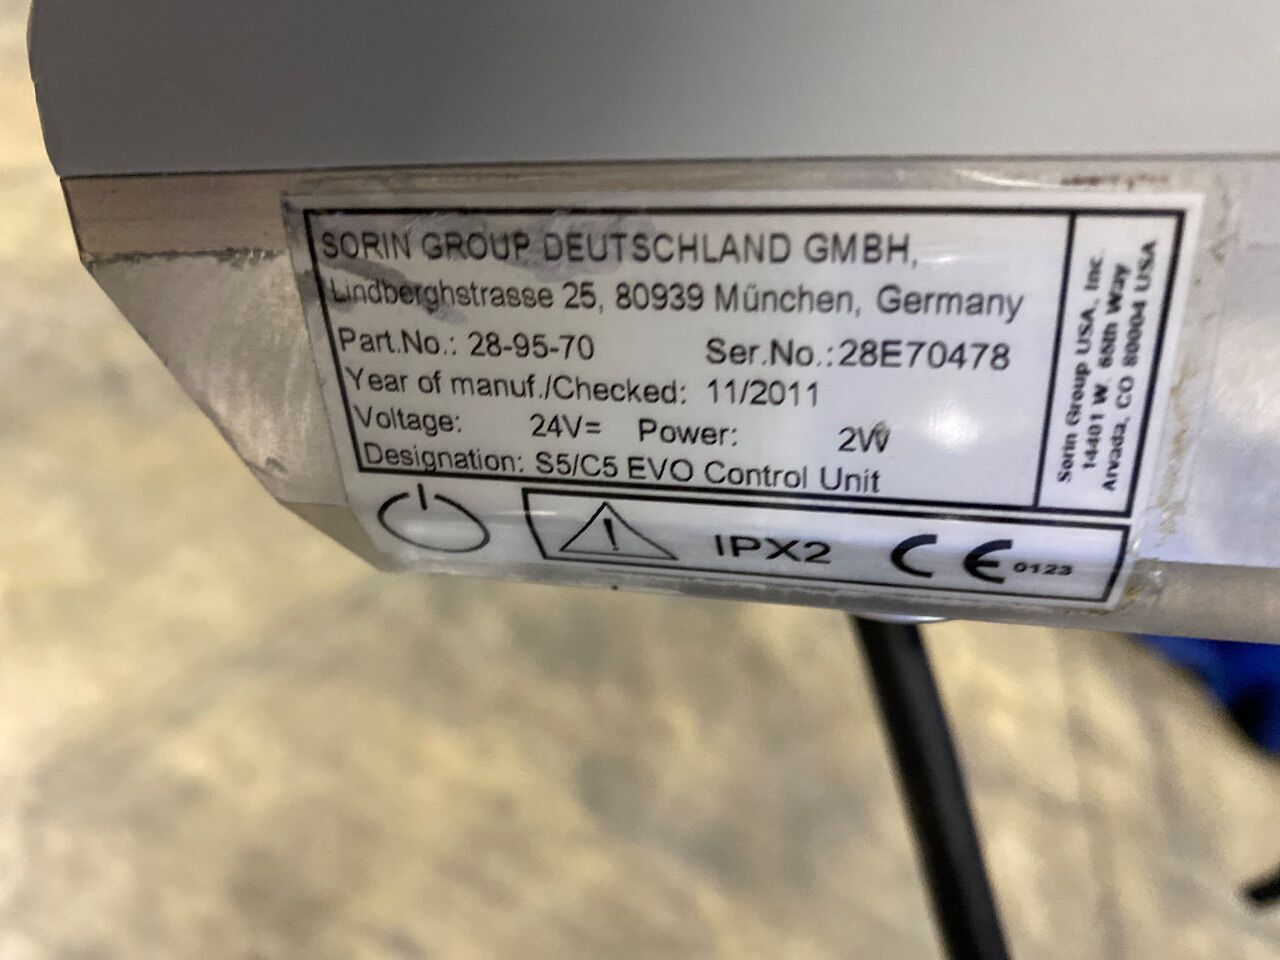 SORIN GROUP DEUTSCHLAND GMBH,
Lindberghstrasse 25, 80939 München, Germany
Part.No.: 28-95-70 Ser.No.:28E70478
Year of manuf./Checked: 11/2011
Voltage: 24V= Power: 2W
Designation: S5/C5 EVO Control Unit
IPX2 CE 0123
Sorin Group USA, Inc.
14401 W. 65th Way
Arvada, CO 80004 USA